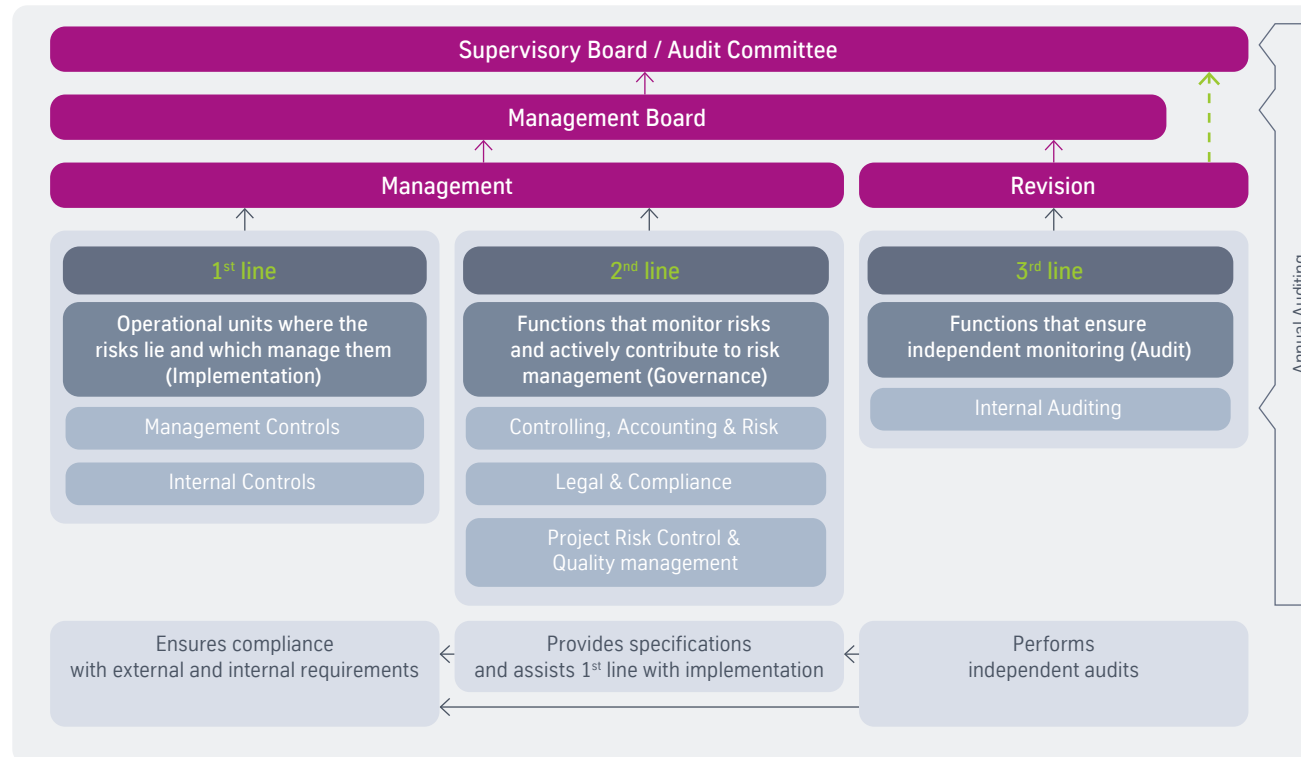 Supervisory Board / Audit Committee
Management Board
Management
Revision
1st line
Operational units where the
risks lie and which manage them
(Implementation)
Management Controls
Internal Controls
2nd line
Functions that monitor risks
and actively contribute to risk
management (Governance)
Controlling, Accounting & Risk
Legal & Compliance
Project Risk Control &
Quality management
3rd line
Functions that ensure
independent monitoring (Audit)
Internal Auditing
Annual Auditing
Ensures compliance
with external and internal requirements
Provides specifications
and assists 1st line with implementation
Performs
independent audits